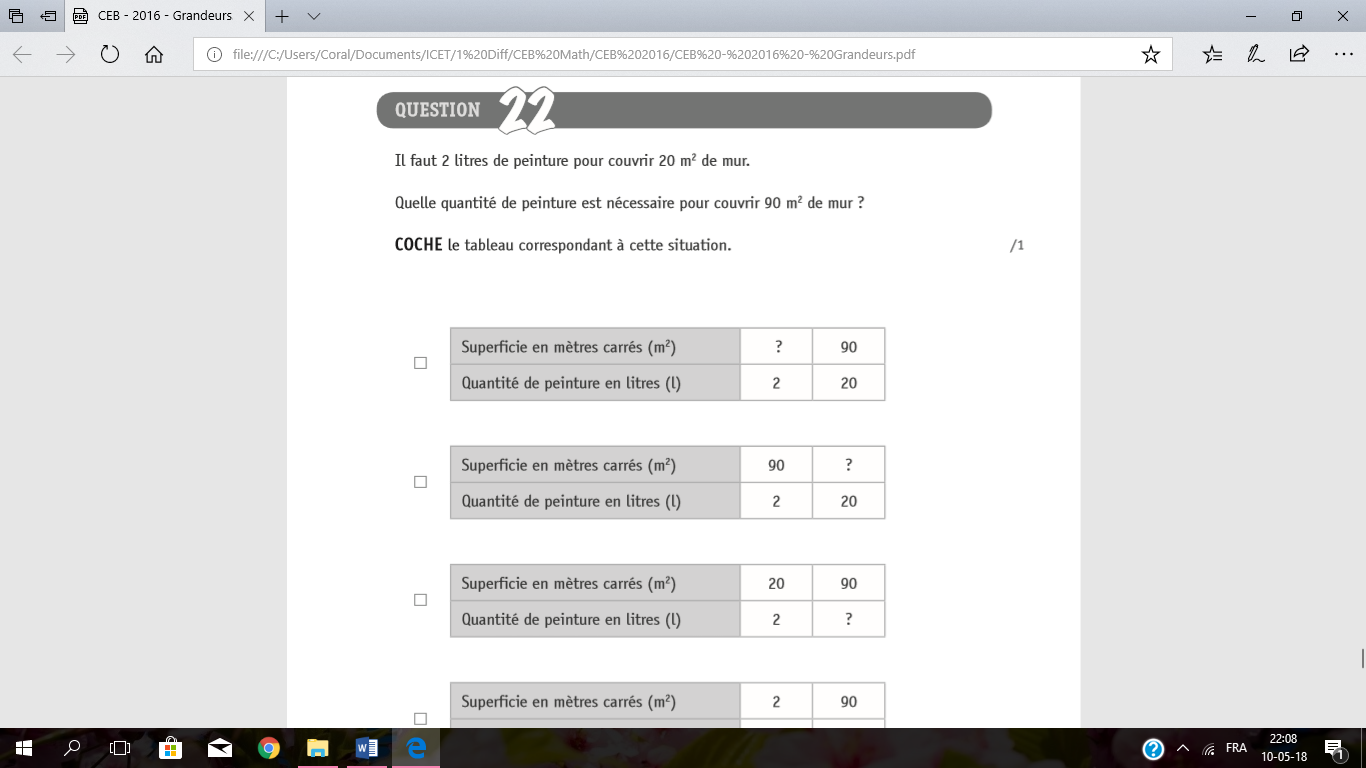 CEB - 2016 - Grandeurs
file:///C:/Users/Coral/Documents/ICET/1%20Diff/CEB%20Math/CEB%202016/CEB%20-%202016%20-%20Grandeurs.pdf
QUESTION 22
Il faut 2 litres de peinture pour couvrir 20 m² de mur.
Quelle quantité de peinture est nécessaire pour couvrir 90 m² de mur ?
COCHE le tableau correspondant à cette situation. /1
Superficie en mètres carrés (m²) ? 90
Quantité de peinture en litres (l) 2 20
Superficie en mètres carrés (m²) 90 ?
Quantité de peinture en litres (l) 2 20
Superficie en mètres carrés (m²) 20 90
Quantité de peinture en litres (l) 2 ?
Superficie en mètres carrés (m²) 2 90
FRA
22:08
10-05-18
1